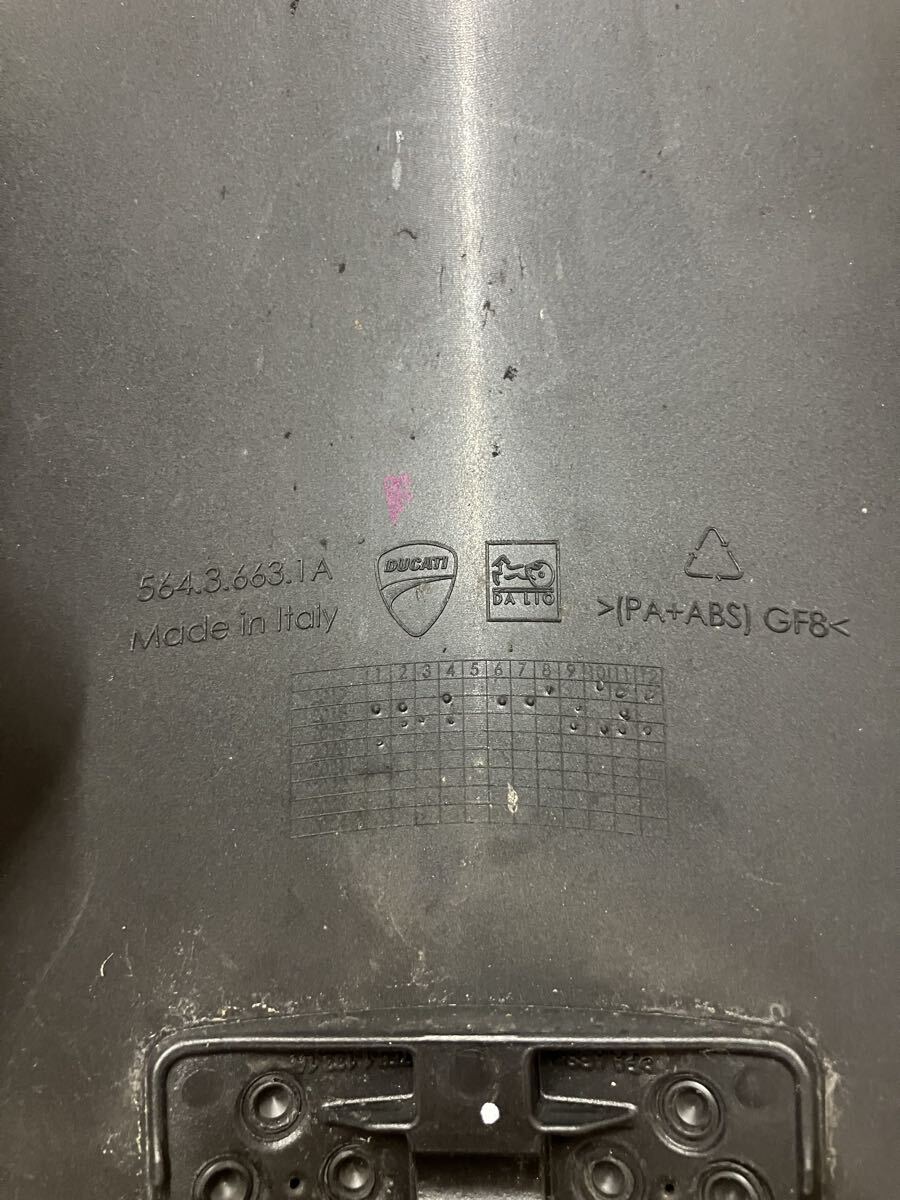 564.3.663.1A
Made in Italy
DUCATI
DA LIO
>(PA+ABS) GF8<
1 2 3 4 5 6 7 8 9 10 11 12